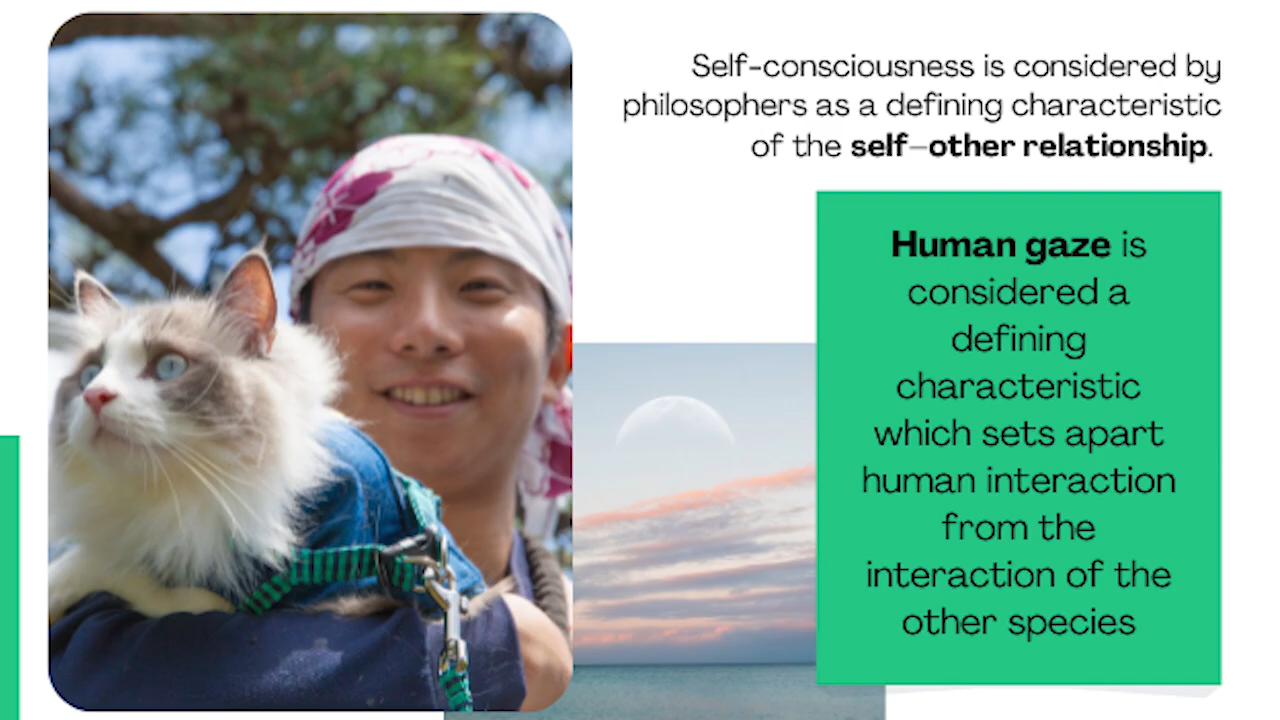 Self-consciousness is considered by
philosophers as a defining characteristic
of the self–other relationship.
Human gaze is
considered a
defining
characteristic
which sets apart
human interaction
from the
interaction of the
other species